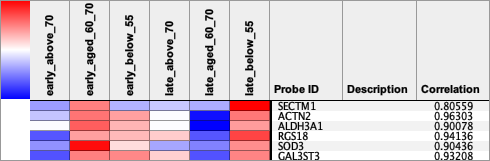 early_above_70
early_aged_60_70
early_below_55
late_above_70
late_aged_60_70
late_below_55
Probe ID Description Correlation
SECTM1 0.80559
ACTN2 0.96303
ALDH3A1 0.90078
RGS18 0.94136
SOD3 0.90436
GAL3ST3 0.93208